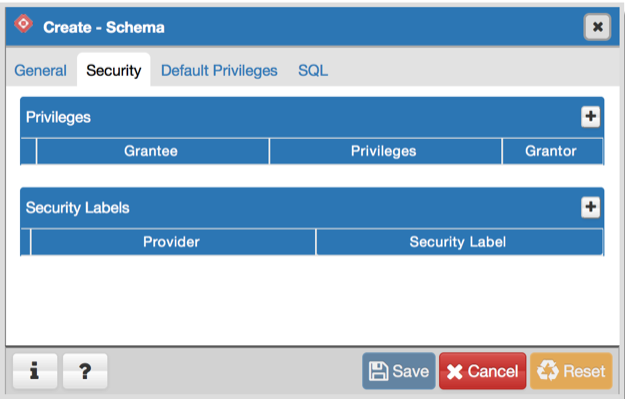 Create - Schema
General Security Default Privileges SQL
Privileges
Grantee Privileges Grantor
Security Labels
Provider Security Label
i ? Save Cancel Reset